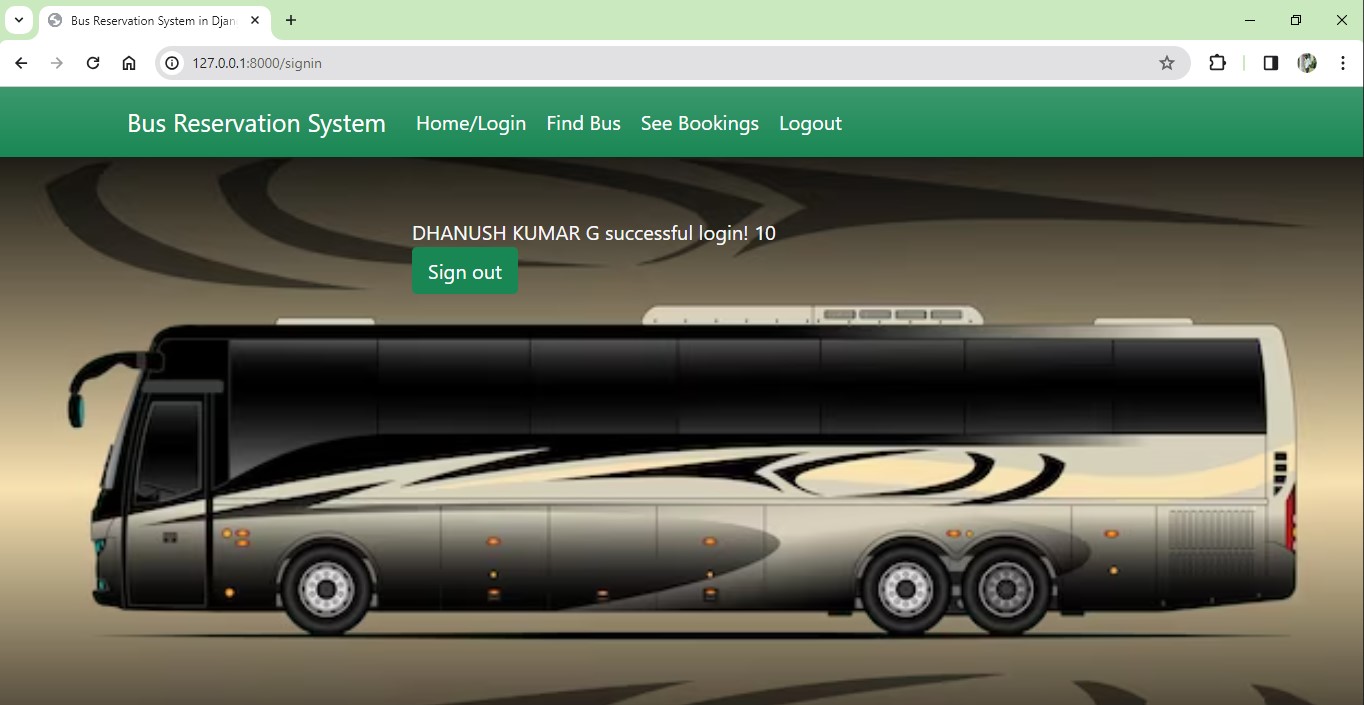 Bus Reservation System in Djan
127.0.0.1:8000/signin
Bus Reservation System Home/Login Find Bus See Bookings Logout
DHANUSH KUMAR G successful login! 10
Sign out